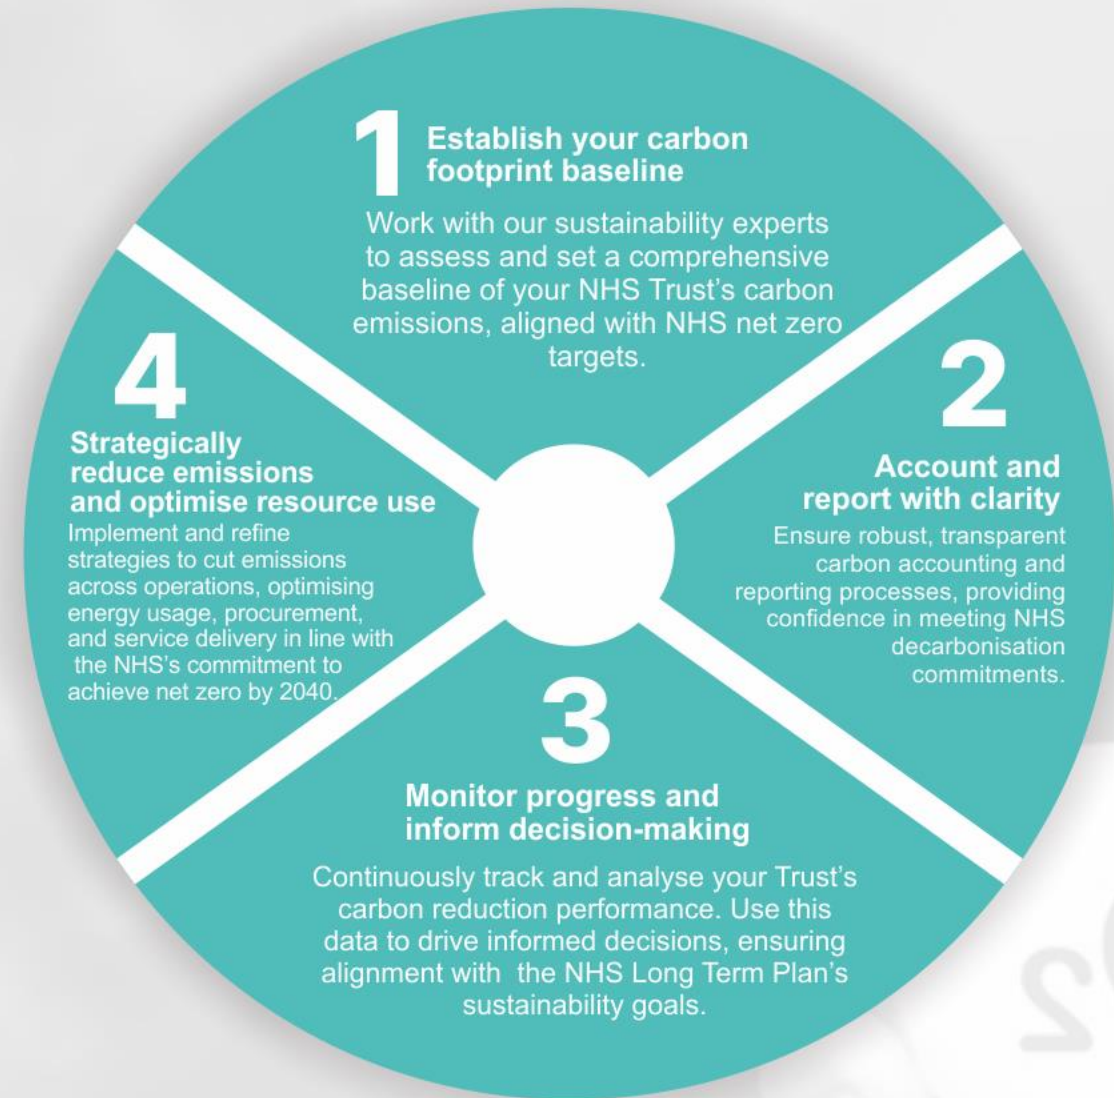 1
Establish your carbon
footprint baseline
Work with our sustainability experts
to assess and set a comprehensive
baseline of your NHS Trust's carbon
emissions, aligned with NHS net zero
targets.
2
Account and
report with clarity
Ensure robust, transparent
carbon accounting and
reporting processes, providing
confidence in meeting NHS
decarbonisation
commitments.
3
Monitor progress and
inform decision-making
Continuously track and analyse your Trust's
carbon reduction performance. Use this
data to drive informed decisions, ensuring
alignment with the NHS Long Term Plan's
sustainability goals.
4
Strategically
reduce emissions
and optimise resource use
Implement and refine
strategies to cut emissions
across operations, optimising
energy usage, procurement,
and service delivery in line with
the NHS's commitment to
achieve net zero by 2040.